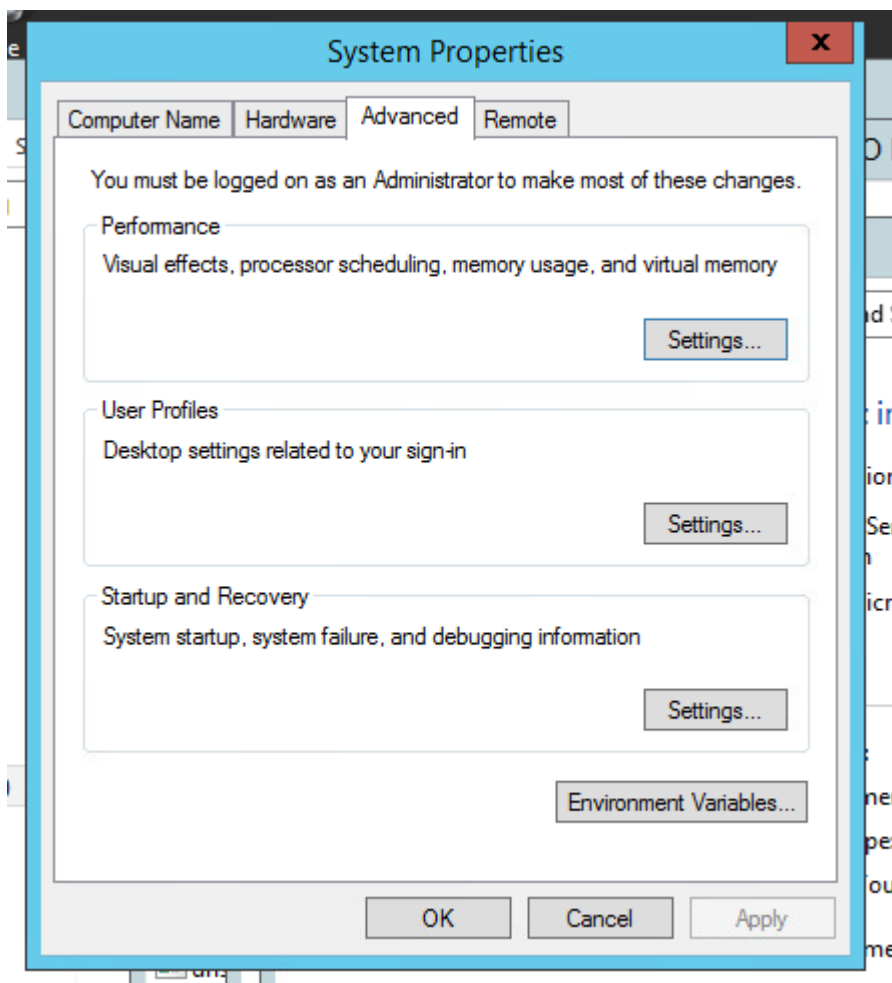 System Properties
x
Computer Name
Hardware
Advanced
Remote
You must be logged on as an Administrator to make most of these changes.
Performance
Visual effects, processor scheduling, memory usage, and virtual memory
Settings...
User Profiles
Desktop settings related to your sign-in
Settings...
Startup and Recovery
System startup, system failure, and debugging information
Settings...
Environment Variables...
OK
Cancel
Apply